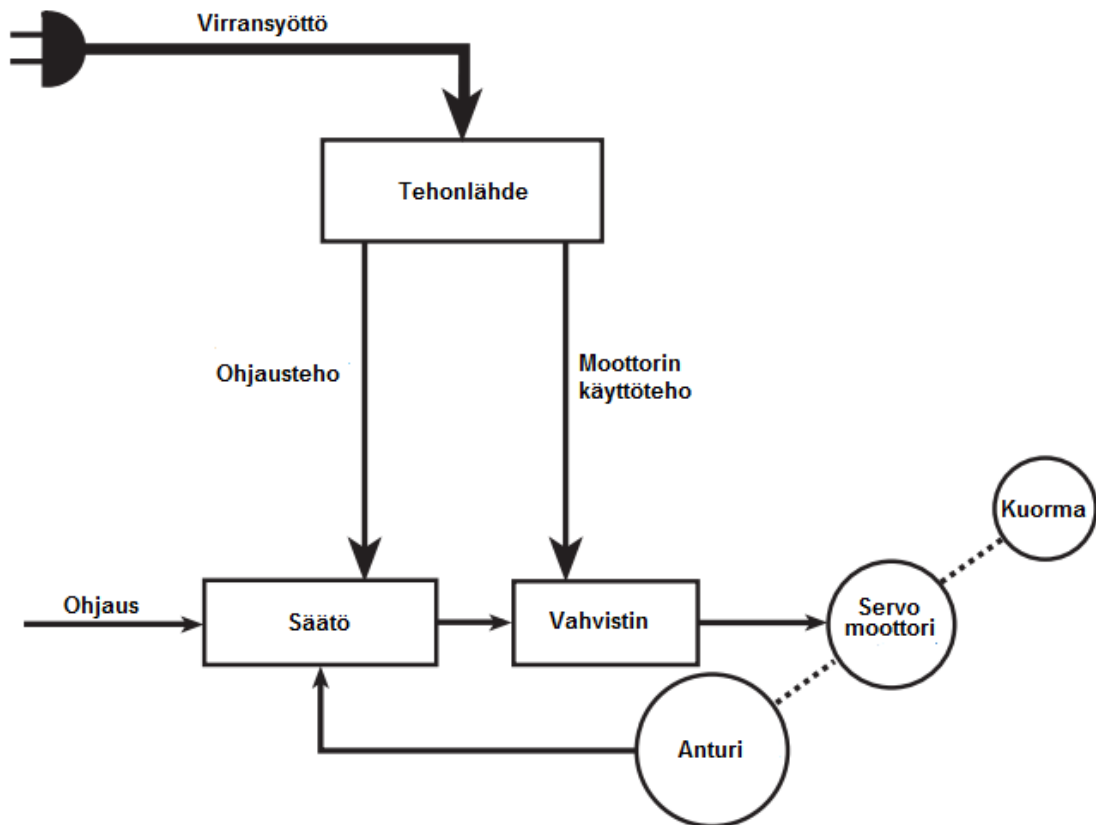 Virransyöttö
Tehonlähde
Ohjausteho
Moottorin
käyttöteho
Kuorma
Ohjaus
Säätö
Vahvistin
Servo
moottori
Anturi